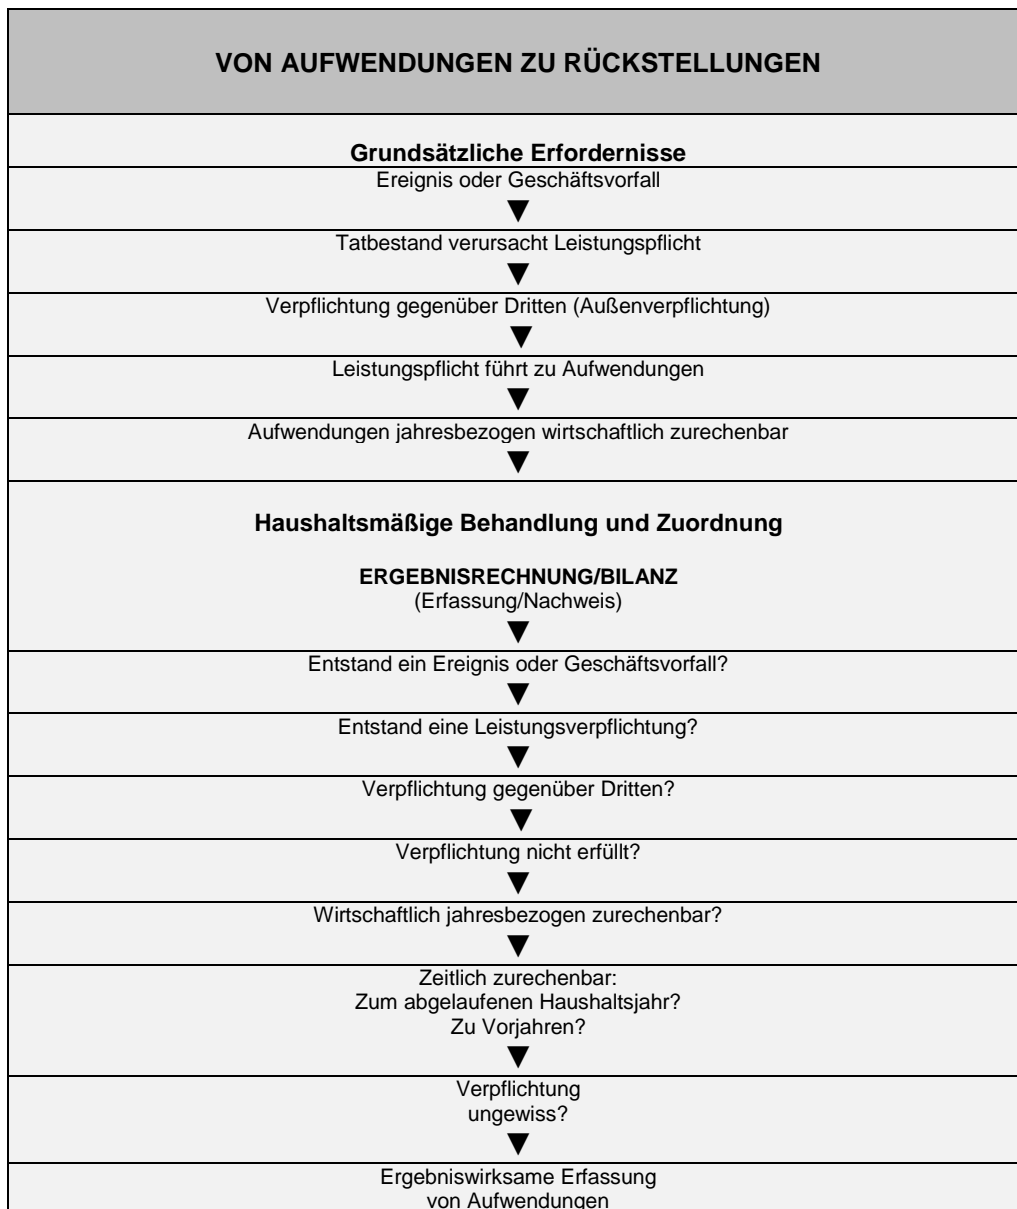 VON AUFWENDUNGEN ZU RÜCKSTELLUNGEN
Grundsätzliche Erfordernisse
Ereignis oder Geschäftsvorfall
Tatbestand verursacht Leistungspflicht
Verpflichtung gegenüber Dritten (Außenverpflichtung)
Leistungspflicht führt zu Aufwendungen
Aufwendungen jahresbezogen wirtschaftlich zurechenbar
Haushaltsmäßige Behandlung und Zuordnung
ERGEBNISRECHNUNG/BILANZ
(Erfassung/Nachweis)
Entstand ein Ereignis oder Geschäftsvorfall?
Entstand eine Leistungsverpflichtung?
Verpflichtung gegenüber Dritten?
Verpflichtung nicht erfüllt?
Wirtschaftlich jahresbezogen zurechenbar?
Zeitlich zurechenbar:
Zum abgelaufenen Haushaltsjahr?
Zu Vorjahren?
Verpflichtung
ungewiss?
Ergebniswirksame Erfassung
von Aufwendungen